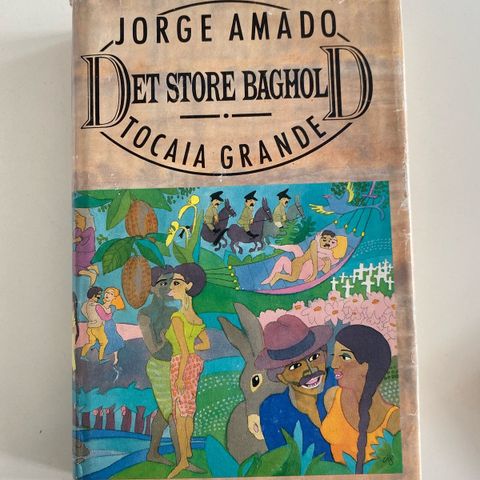 JORGE AMADO
DET STORE BAGHOLD
TOCAIA GRANDE